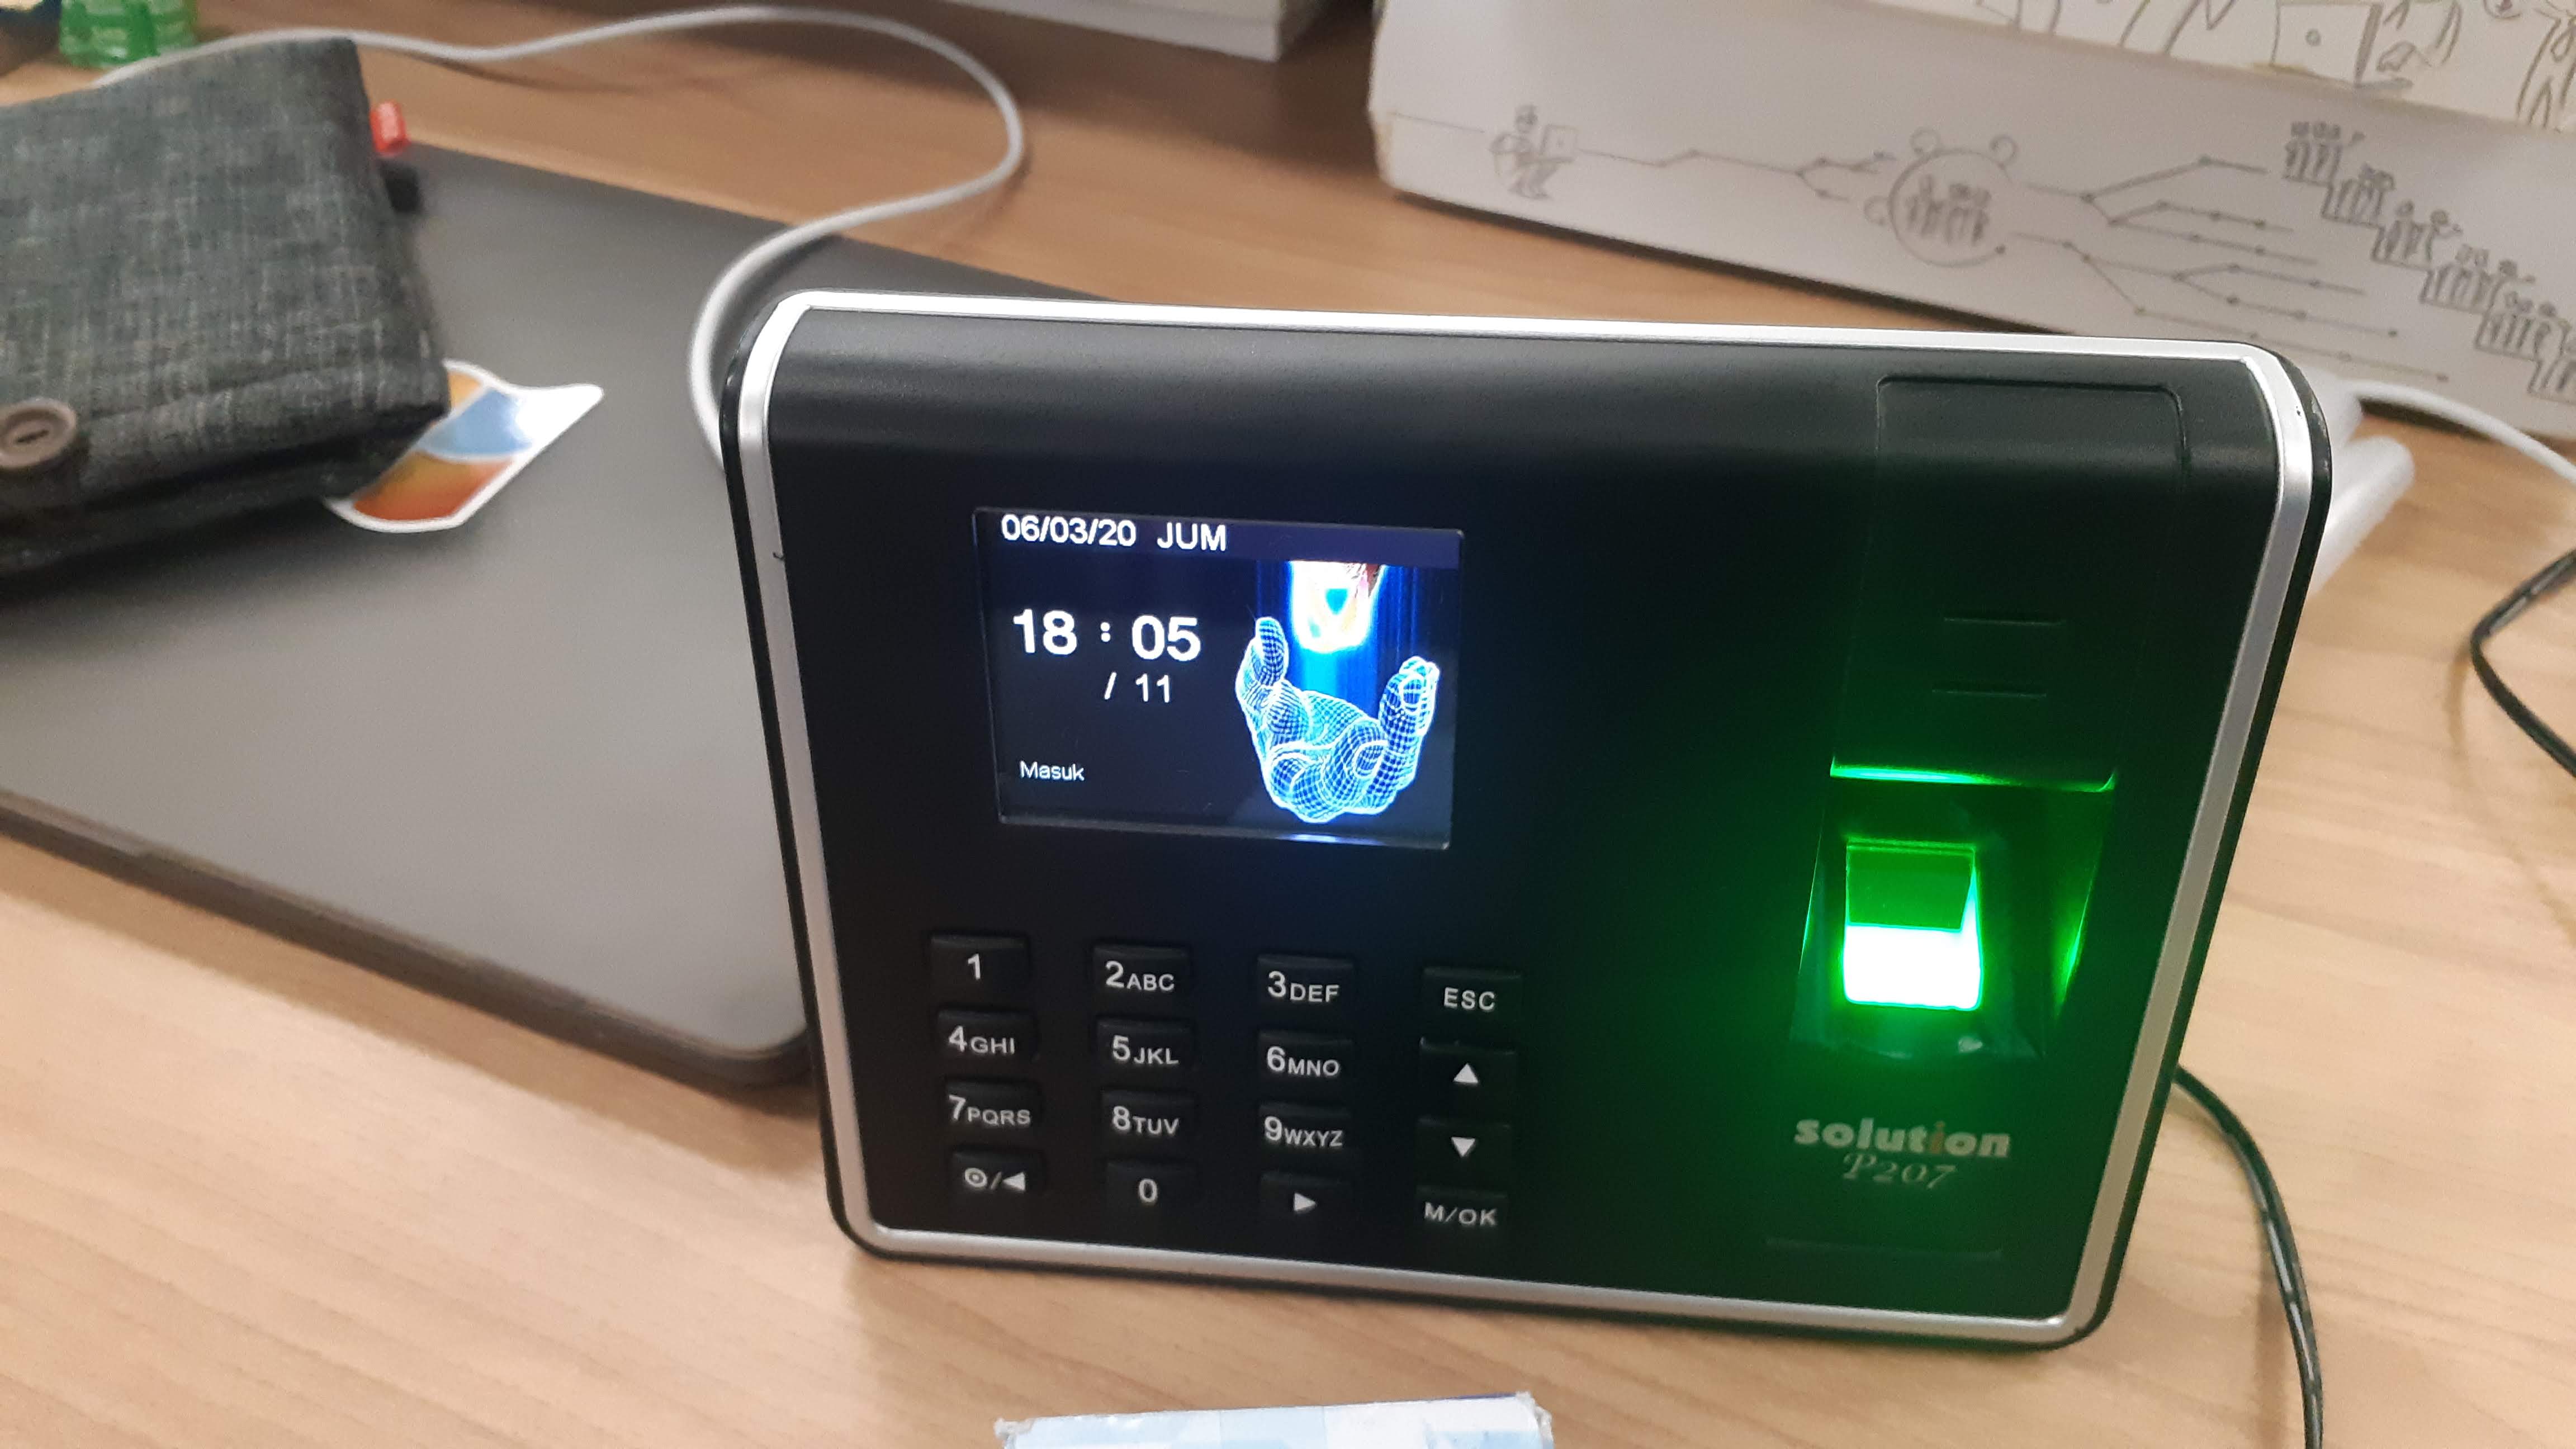 06/03/20 JUM
18 : 05
/ 11
Masuk
1 2ABC 3DEF ESC
4GHI 5JKL 6MNO ▲
7PQRS 8TUV 9WXYZ ▼
◎/◀ 0 ▶ M/OK
solution
P207